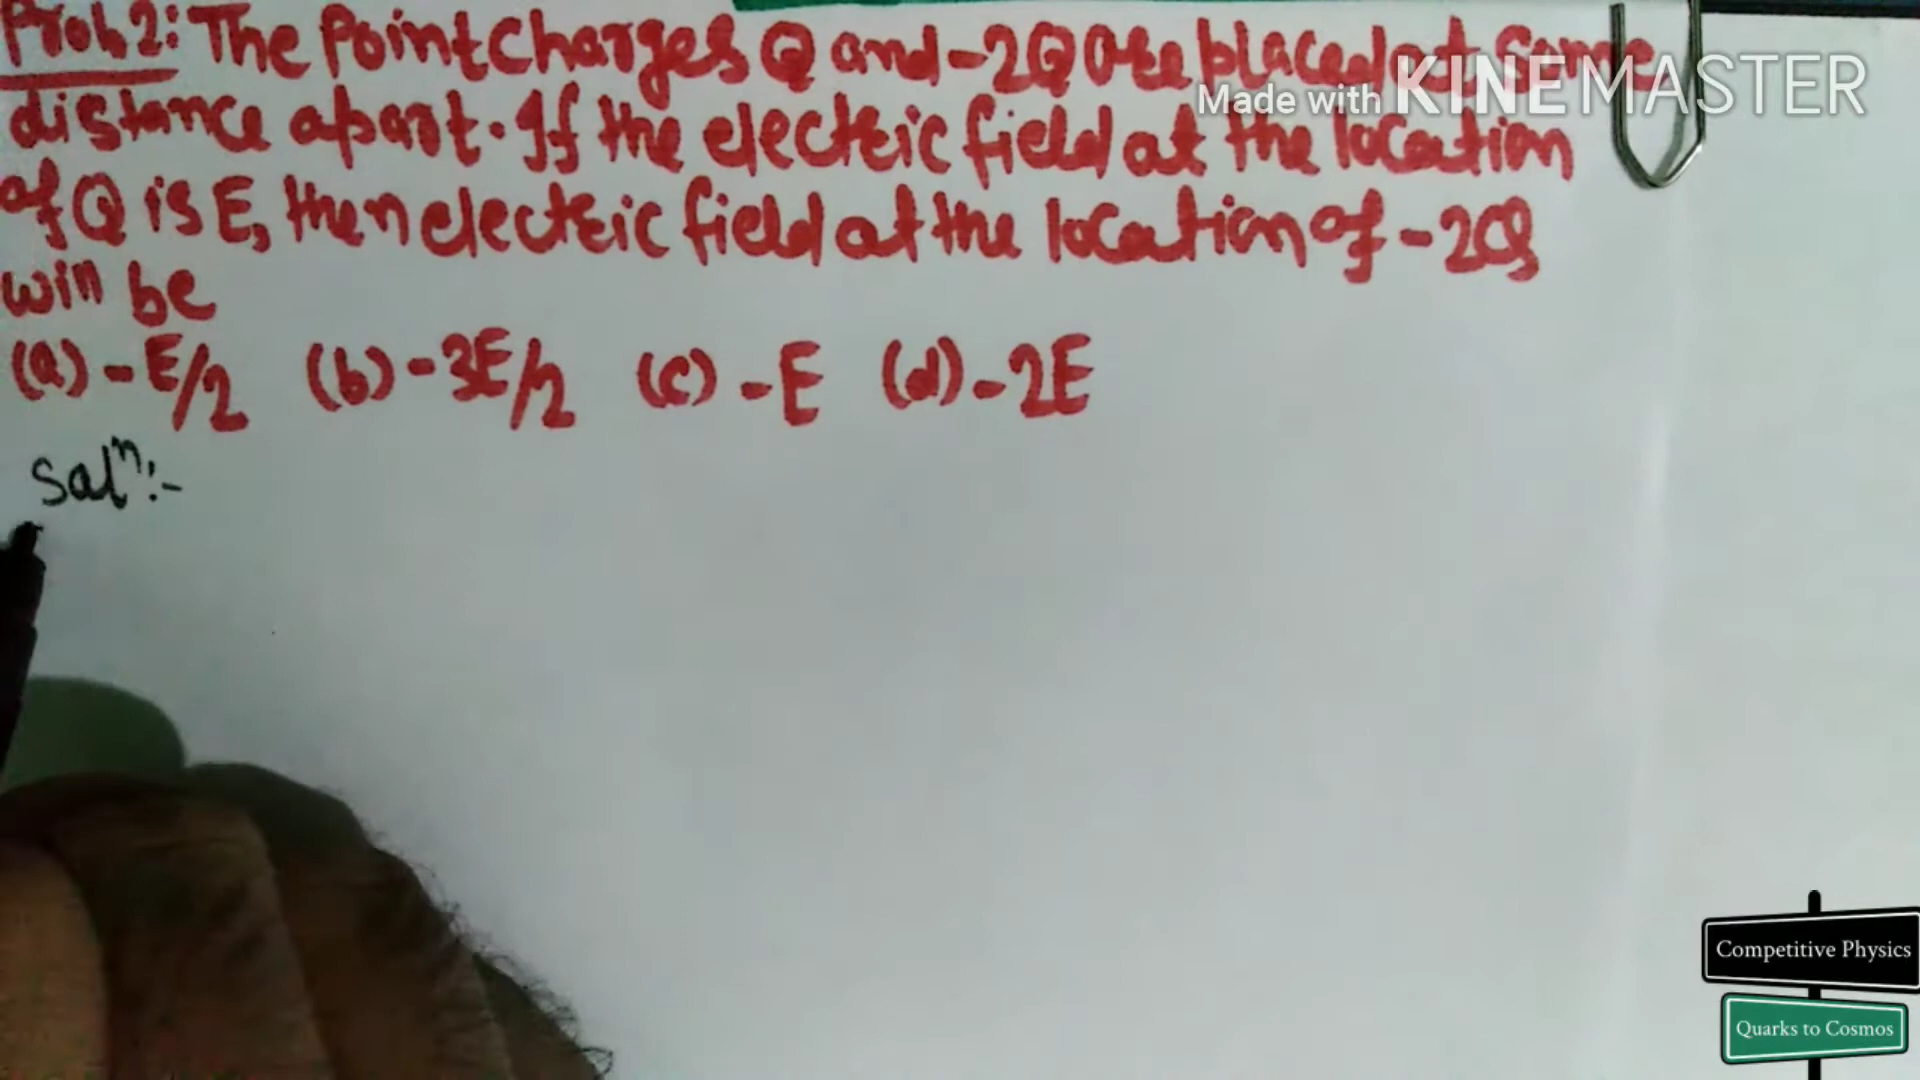 Prob 2: The Point Charges Q and -2Q are placed at some
distance apart. If the electric field at the location
of Q is E, then electric field at the location of -2Q
will be
(a) -E/2 (b) -3E/2 (c) -E (d) -2E
Solⁿ:-
Made with KINEMASTER
Competitive Physics
Quarks to Cosmos